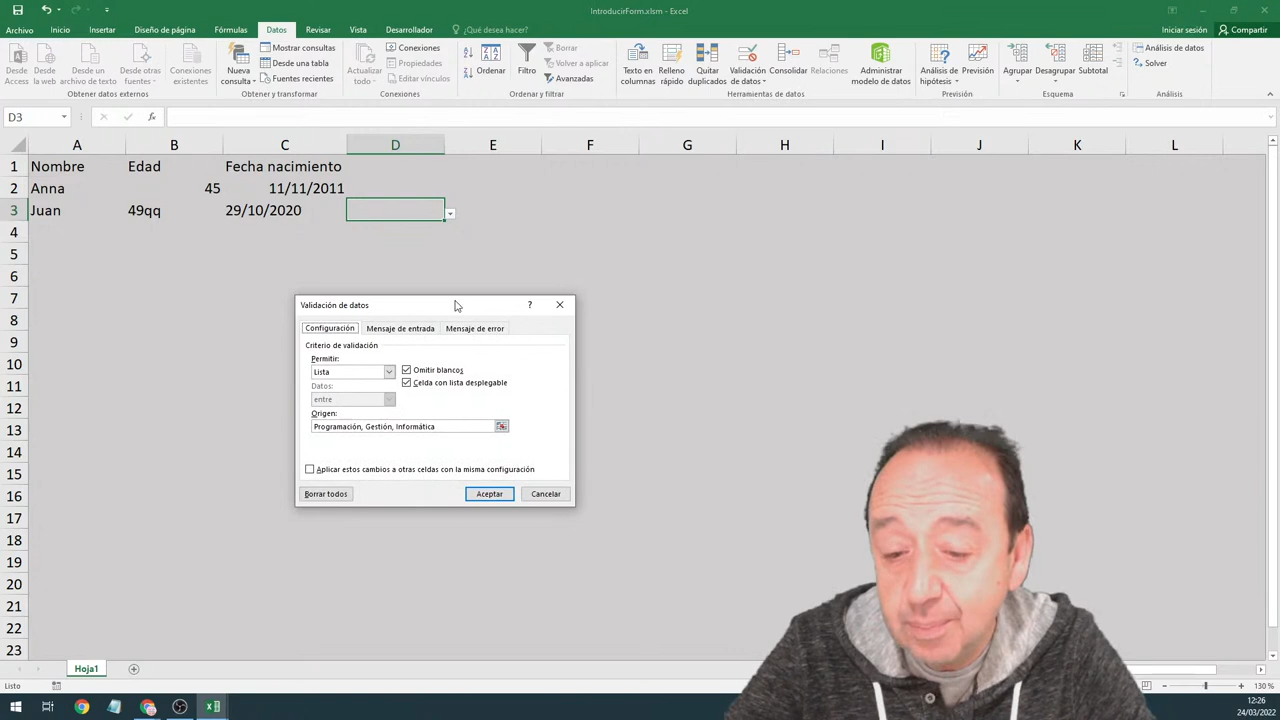 IntroducirForm.xlsm - Excel
Archivo Inicio Insertar Diseño de página Fórmulas Datos Revisar Vista Desarrollador ¿Qué desea hacer? Iniciar sesión Compartir
Desde Access
Desde web
Desde un archivo de texto
Desde otras fuentes
Conexiones existentes
Obtener datos externos
Nueva consulta
Mostrar consultas
Desde una tabla
Fuentes recientes
Obtener y transformar
Actualizar todo
Conexiones
Propiedades
Editar vínculos
Conexiones
Ordenar
Filtro
Borrar
Volver a aplicar
Avanzadas
Ordenar y filtrar
Texto en columnas
Relleno rápido
Quitar duplicados
Validación de datos
Consolidar
Relaciones
Administrar modelo de datos
Herramientas de datos
Análisis de hipótesis
Previsión
Previsión
Agrupar
Desagrupar
Subtotal
Esquema
Análisis de datos
Solver
Análisis
D3
fx
A B C D E F G H I J K L
1 Nombre Edad Fecha nacimiento
2 Anna 45 11/11/2011
3 Juan 49qq 29/10/2020
4
5
6
7
8
9
10
11
12
13
14
15
16
17
18
19
20
21
22
23
Validación de datos ?
Configuración Mensaje de entrada Mensaje de error
Criterio de validación
Permitir:
Lista Omitir blancos
Datos: Celda con lista desplegable
entre
Origen:
Programación, Gestión, Informática
Aplicar estos cambios a otras celdas con la misma configuración
Borrar todos Aceptar Cancelar
Hoja1
Listo 130 %
12:26
24/03/2022